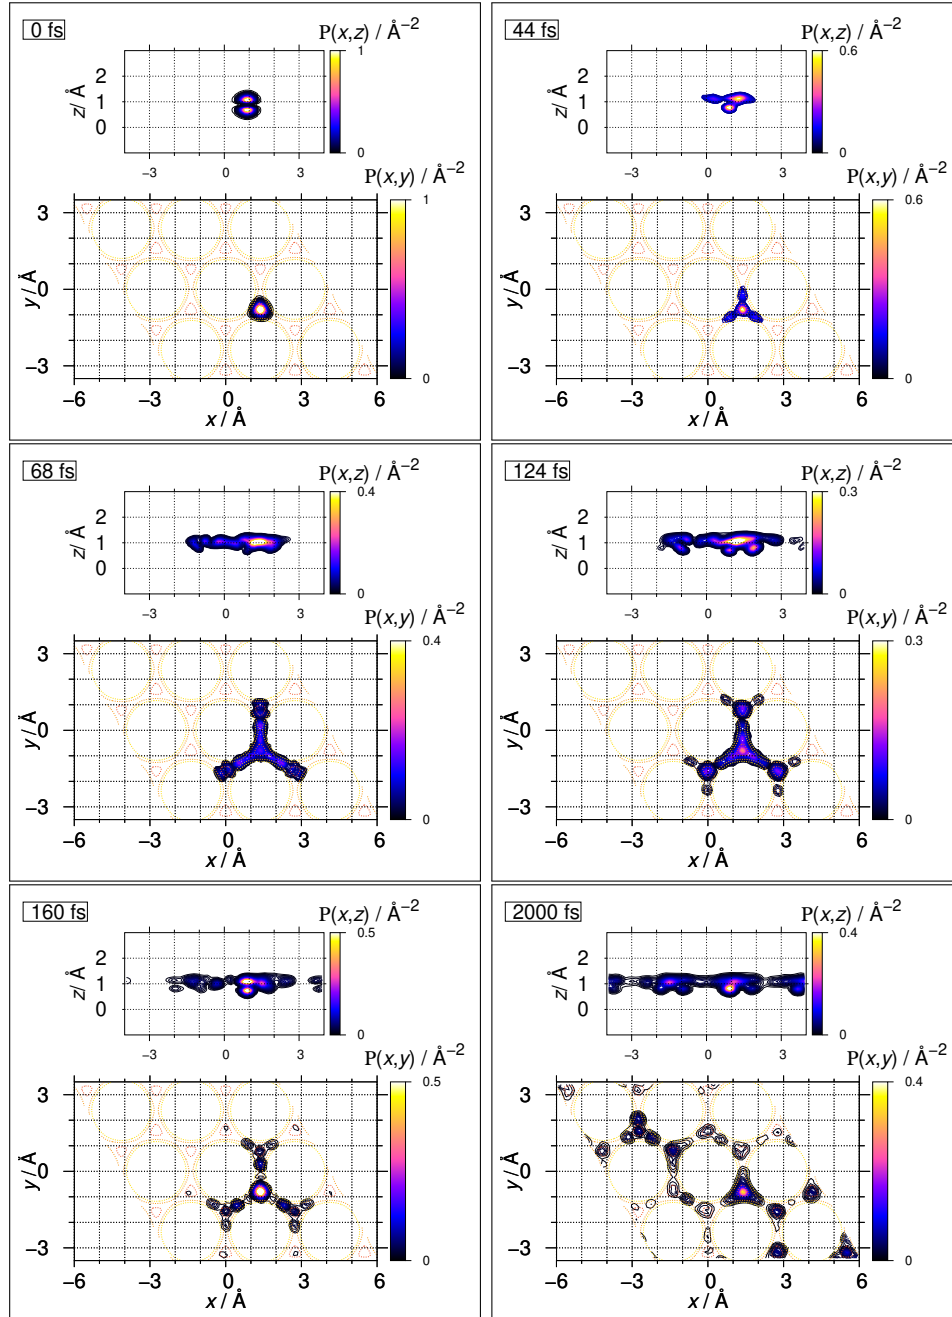 0 fs
P(x,z) / Å⁻²
1
0
z/ Å
2
1
0
−3 0 3
P(x,y) / Å⁻²
1
0
y / Å
3
0
−3
−6 −3 0 3 6
x / Å
44 fs
P(x,z) / Å⁻²
0.6
0
z/ Å
2
1
0
−3 0 3
P(x,y) / Å⁻²
0.6
0
y / Å
3
0
−3
−6 −3 0 3 6
x / Å
68 fs
P(x,z) / Å⁻²
0.4
0
z/ Å
2
1
0
−3 0 3
P(x,y) / Å⁻²
0.4
0
y / Å
3
0
−3
−6 −3 0 3 6
x / Å
124 fs
P(x,z) / Å⁻²
0.3
0
z/ Å
2
1
0
−3 0 3
P(x,y) / Å⁻²
0.3
0
y / Å
3
0
−3
−6 −3 0 3 6
x / Å
160 fs
P(x,z) / Å⁻²
0.5
0
z/ Å
2
1
0
−3 0 3
P(x,y) / Å⁻²
0.5
0
y / Å
3
0
−3
−6 −3 0 3 6
x / Å
2000 fs
P(x,z) / Å⁻²
0.4
0
z/ Å
2
1
0
−3 0 3
P(x,y) / Å⁻²
0.4
0
y / Å
3
0
−3
−6 −3 0 3 6
x / Å